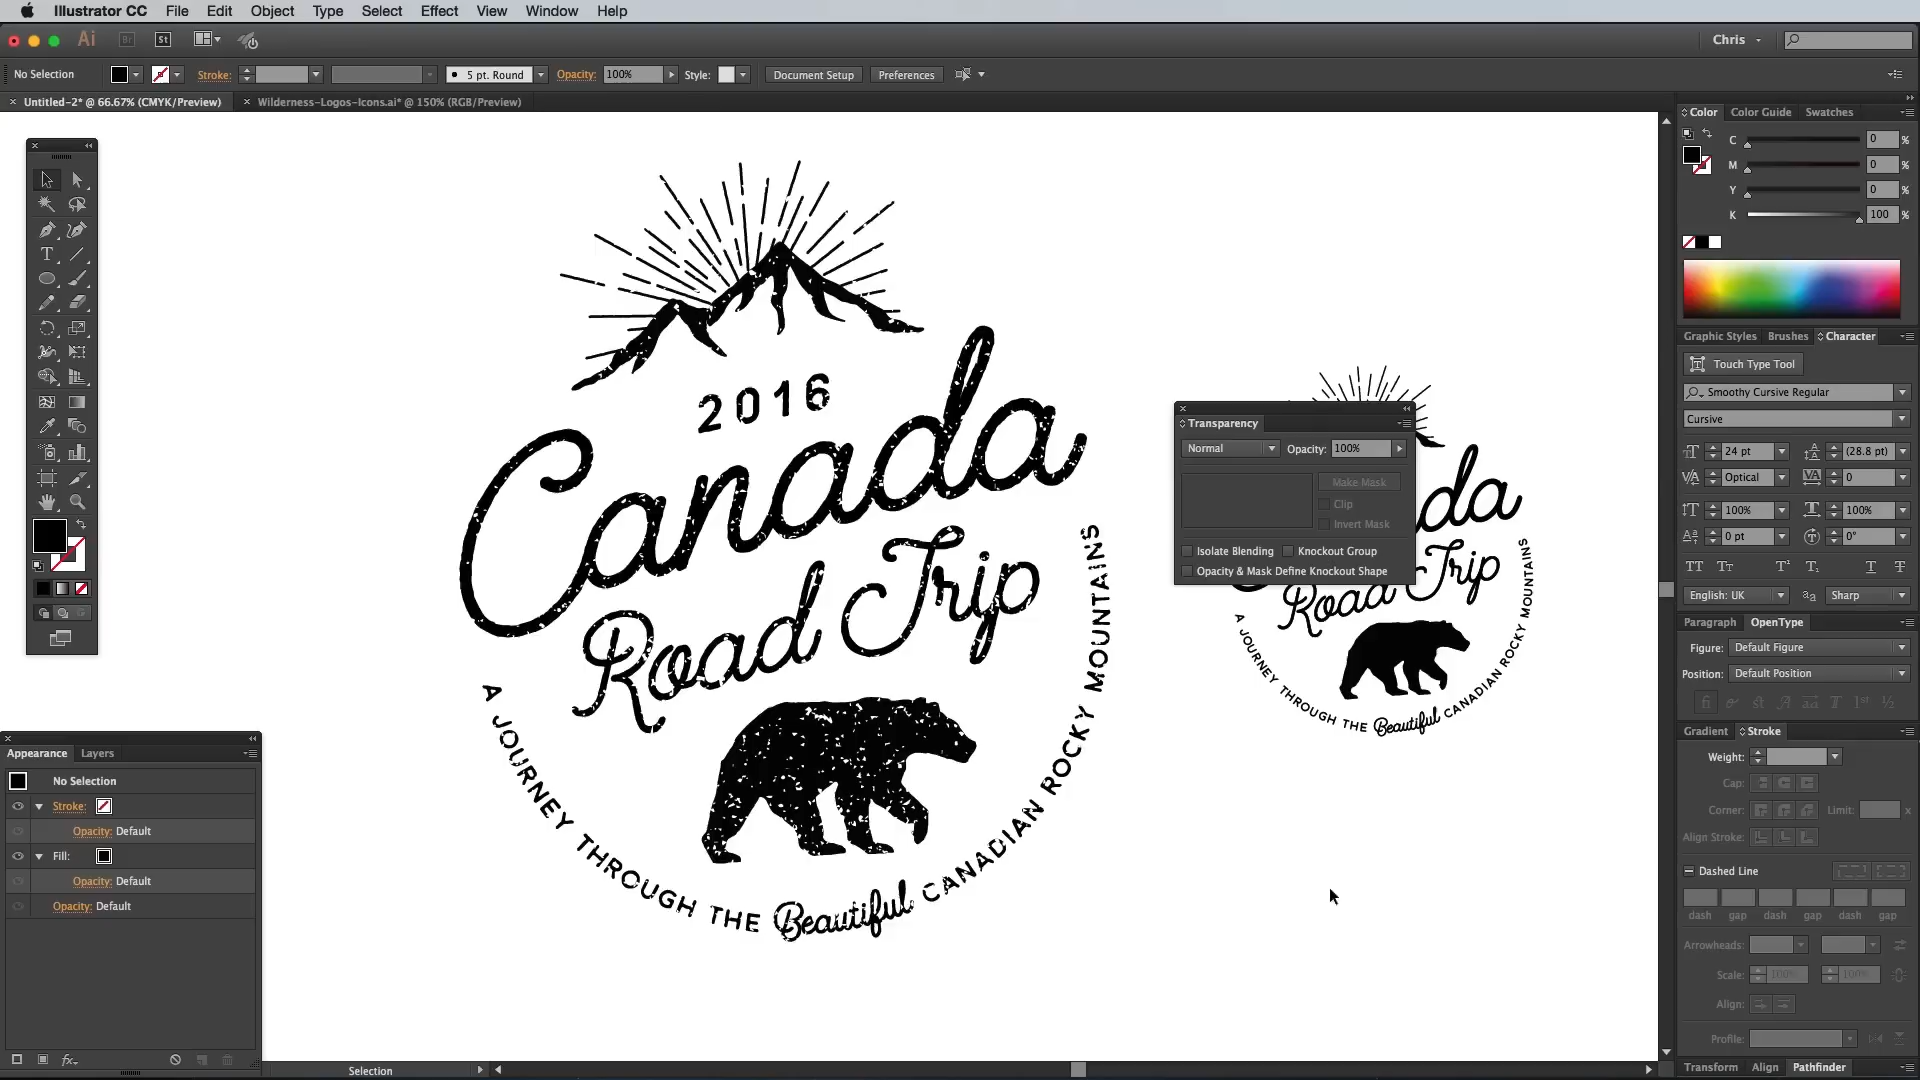 Illustrator CC File Edit Object Type Select Effect View Window Help
Ai Br St Chris
No Selection Stroke: 5 pt. Round Opacity: 100% Style: Document Setup Preferences
Untitled-2* @ 66.67% (CMYK/Preview) Wilderness-Logos-Icons.ai* @ 150% (RGB/Preview)
2016
Canada
Road Trip
A JOURNEY THROUGH THE Beautiful CANADIAN ROCKY MOUNTAINS
Transparency
Normal Opacity: 100%
Make Mask
Clip
Invert Mask
Isolate Blending Knockout Group
Opacity & Mask Define Knockout Shape
da
Road Trip
A JOURNEY THROUGH THE Beautiful CANADIAN ROCKY MOUNTAINS
Appearance Layers
No Selection
Stroke:
Opacity: Default
Fill:
Opacity: Default
Opacity: Default
fx
Selection
Color Color Guide Swatches
C 0 %
M 0 %
Y 0 %
K 100 %
Graphic Styles Brushes Character
Touch Type Tool
Smoothy Cursive Regular
Cursive
24 pt (28.8 pt)
Optical 0
100% 100%
0 pt 0°
English: UK Sharp
Paragraph OpenType
Figure: Default Figure
Position: Default Position
Gradient Stroke
Weight:
Cap:
Corner: Limit: x
Align Stroke:
Dashed Line
dash gap dash gap dash gap
Arrowheads:
Scale: 100% 100%
Align:
Profile:
Transform Align Pathfinder